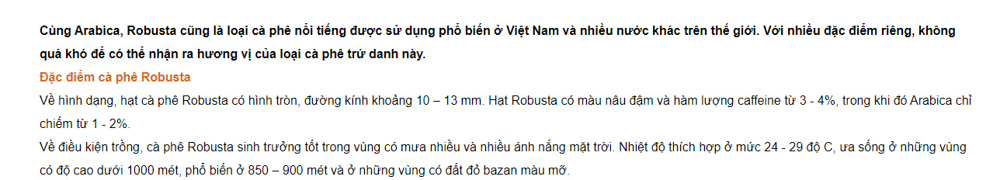 Cùng Arabica, Robusta cũng là loại cà phê nổi tiếng được sử dụng phổ biến ở Việt Nam và nhiều nước khác trên thế giới. Với nhiều đặc điểm riêng, không
quá khó để có thể nhận ra hương vị của loại cà phê trứ danh này.
Đặc điểm cà phê Robusta
Về hình dạng, hạt cà phê Robusta có hình tròn, đường kính khoảng 10 – 13 mm. Hạt Robusta có màu nâu đậm và hàm lượng caffeine từ 3 - 4%, trong khi đó Arabica chỉ
chiếm từ 1 - 2%.
Về điều kiện trồng, cà phê Robusta sinh trưởng tốt trong vùng có mưa nhiều và nhiều ánh nắng mặt trời. Nhiệt độ thích hợp ở mức 24 - 29 độ C, ưa sống ở những vùng
có độ cao dưới 1000 mét, phổ biến ở 850 – 900 mét và ở những vùng có đất đỏ bazan màu mỡ.